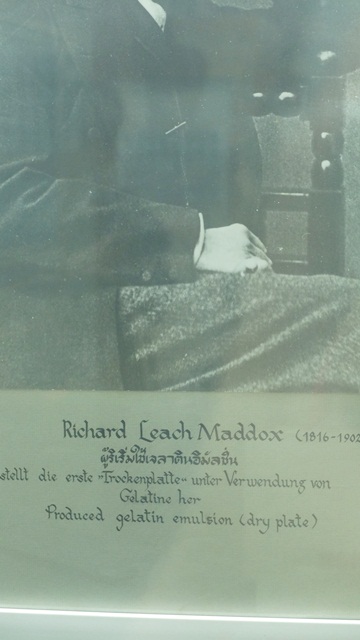 Richard Leach Maddox (1816-1902
ผู้ริเริ่มใช้เจลาตินอิมัลชั่น
stellt die erste "Trockenplatte" unter Verwendung von
Gelatine her
Produced gelatin emulsion (dry plate)